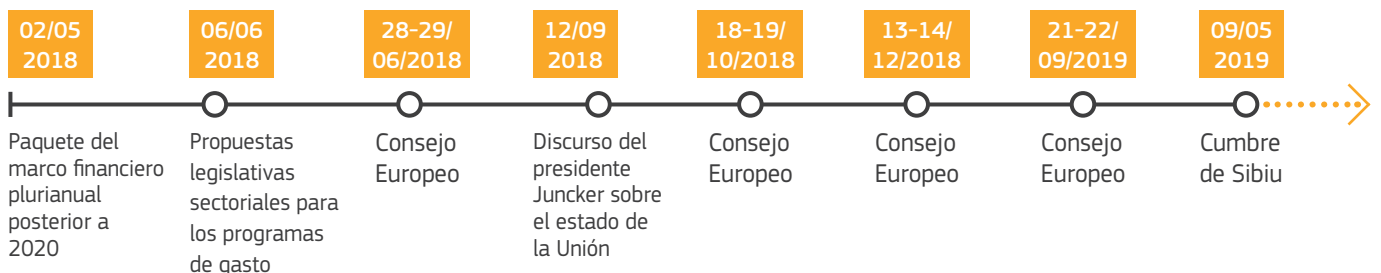 02/05
2018
06/06
2018
28-29/
06/2018
12/09
2018
18-19/
10/2018
13-14/
12/2018
21-22/
09/2019
09/05
2019
Paquete del
marco financiero
plurianual
posterior a
2020
Propuestas
legislativas
sectoriales para
los programas
de gasto
Consejo
Europeo
Discurso del
presidente
Juncker sobre
el estado de
la Unión
Consejo
Europeo
Consejo
Europeo
Consejo
Europeo
Cumbre
de Sibiu